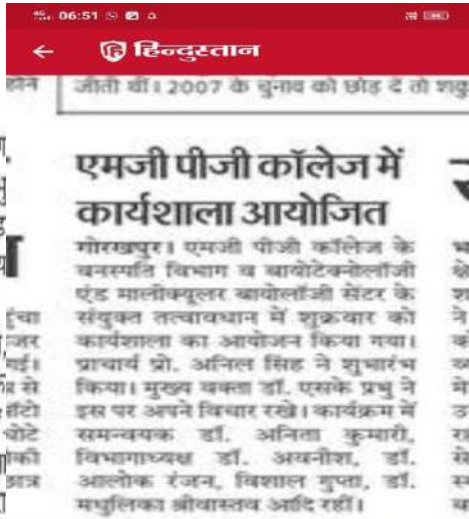 06:51
हिन्दुस्तान
जीती थीं। 2007 के चुनाव को छोड़ दें तो
एमजी पीजी कॉलेज में
कार्यशाला आयोजित
गोरखपुर। एमजी पीजी कॉलेज के
वनस्पति विभाग व बायोटेक्नोलॉजी
एंड मालीक्यूलर बायोलॉजी सेंटर के
संयुक्त तत्वावधान में शुक्रवार को
कार्यशाला का आयोजन किया गया।
प्राचार्य प्रो. अनिल सिंह ने शुभारंभ
किया। मुख्य वक्ता डॉ. एसके प्रभु ने
इस पर अपने विचार रखे। कार्यक्रम में
समन्वयक डॉ. अनिता कुमारी,
विभागाध्यक्ष डॉ. अवनीश, डॉ.
आलोक रंजन, विशाल गुप्ता, डॉ.
मधुलिका श्रीवास्तव आदि रहीं।